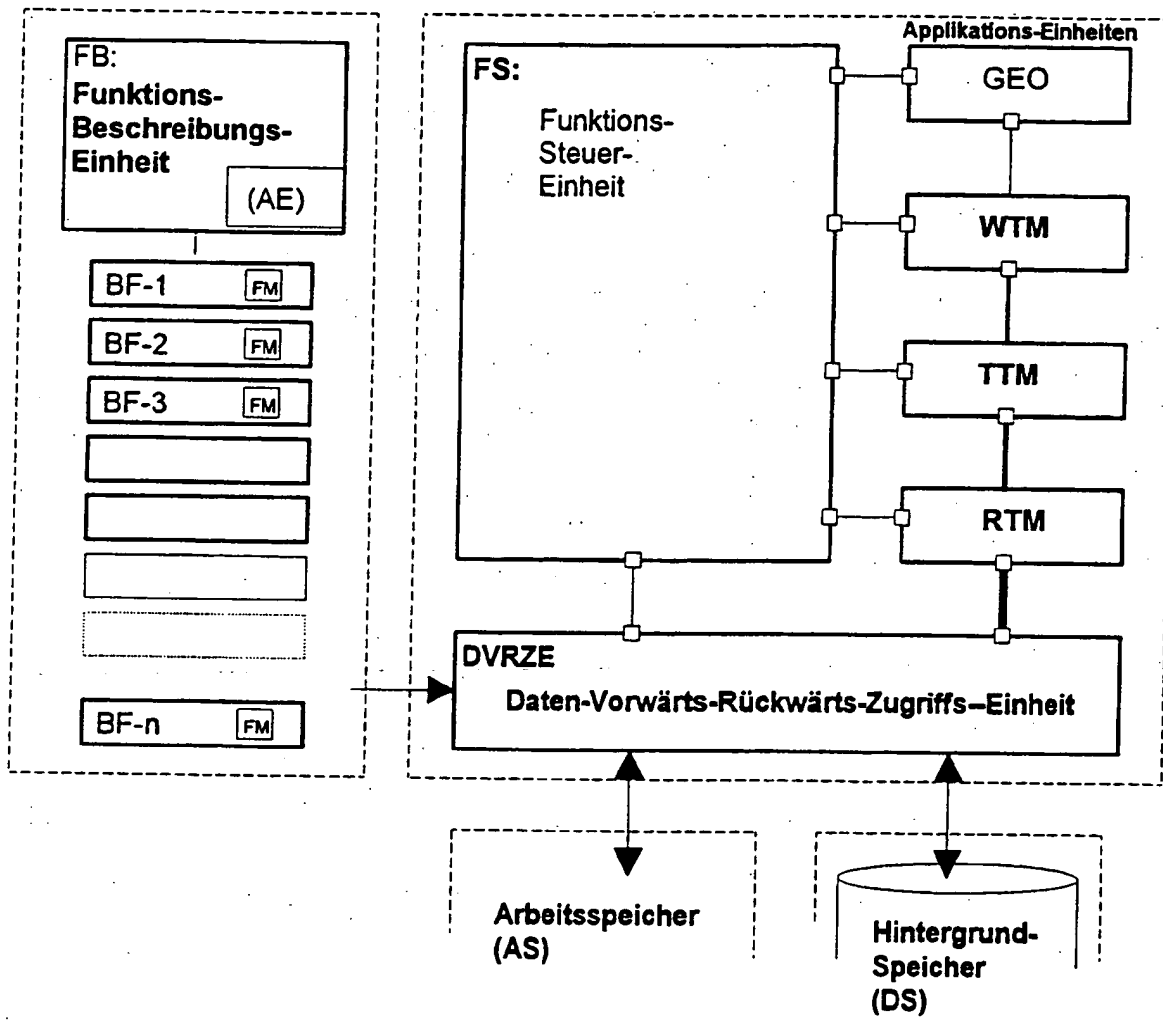 FB:
Funktions-
Beschreibungs-
Einheit
(AE)
BF-1 FM
BF-2 FM
BF-3 FM
BF-n FM
FS:
Funktions-
Steuer-
Einheit
Applikations-Einheiten
GEO
WTM
TTM
RTM
DVRZE
Daten-Vorwärts-Rückwärts-Zugriffs–Einheit
Arbeitsspeicher
(AS)
Hintergrund-
Speicher
(DS)